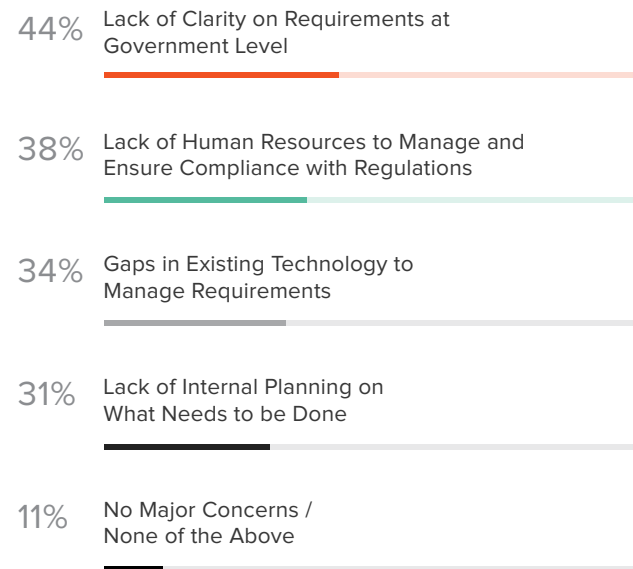 44%
Lack of Clarity on Requirements at
Government Level
38%
Lack of Human Resources to Manage and
Ensure Compliance with Regulations
34%
Gaps in Existing Technology to
Manage Requirements
31%
Lack of Internal Planning on
What Needs to be Done
11%
No Major Concerns /
None of the Above